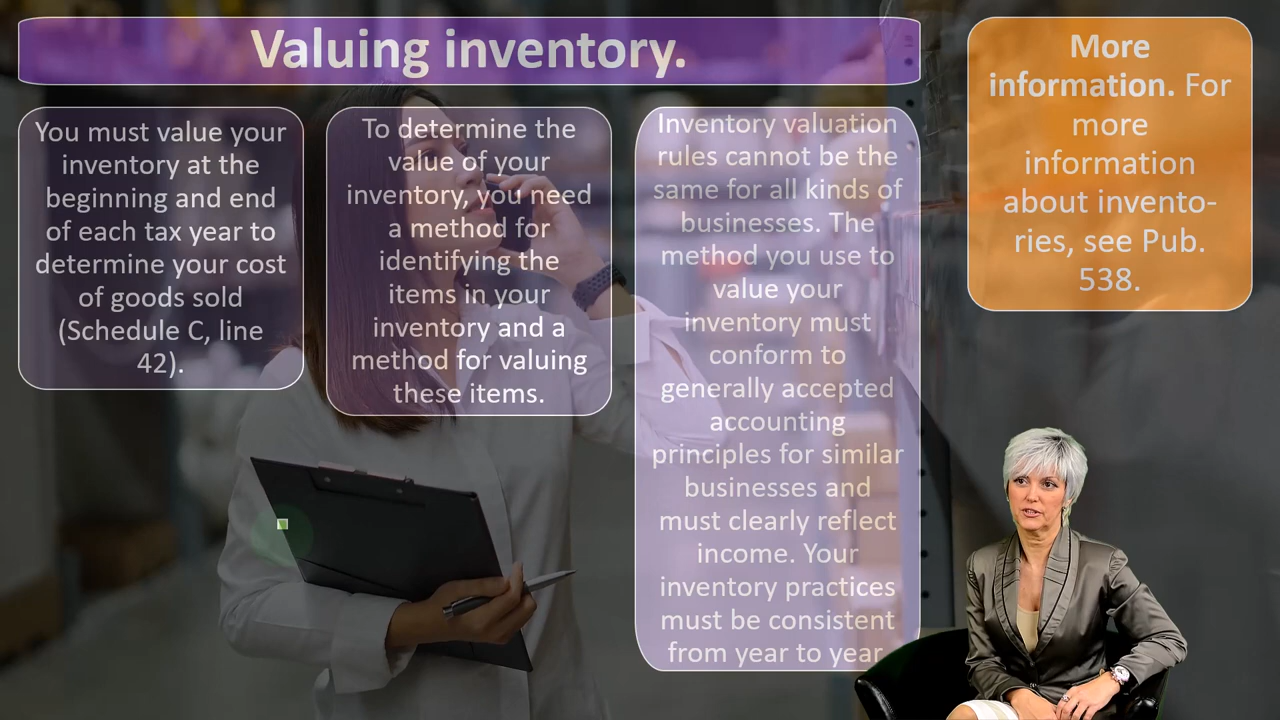 Valuing inventory.
You must value your
inventory at the
beginning and end
of each tax year to
determine your cost
of goods sold
(Schedule C, line
42).
To determine the
value of your
inventory, you need
a method for
identifying the
items in your
inventory and a
method for valuing
these items.
Inventory valuation
rules cannot be the
same for all kinds of
businesses. The
method you use to
value your
inventory must
conform to
generally accepted
accounting
principles for similar
businesses and
must clearly reflect
income. Your
inventory practices
must be consistent
from year to year
More
information. For
more
information
about invento-
ries, see Pub.
538.